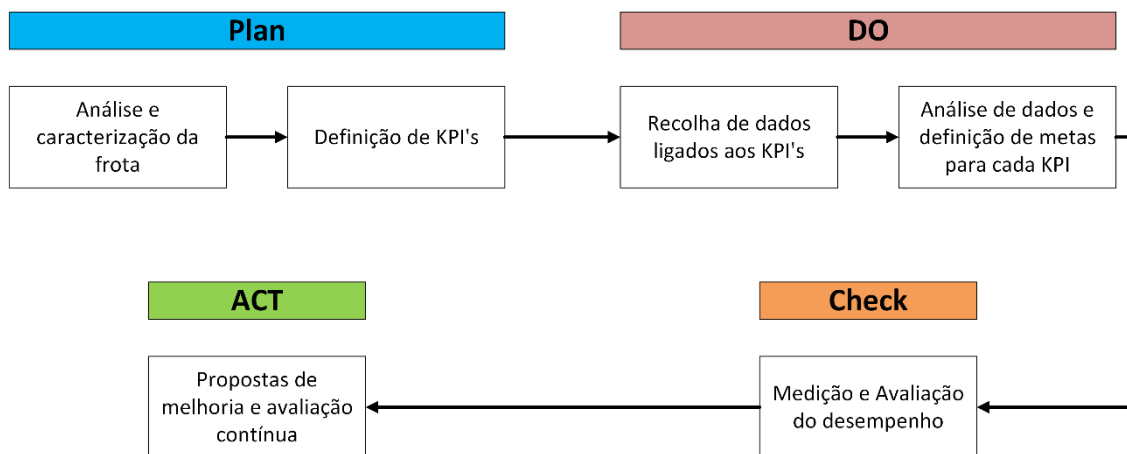 Plan
DO
Análise e
caracterização da
frota
Definição de KPI's
Recolha de dados
ligados aos KPI's
Análise de dados e
definição de metas
para cada KPI
ACT
Check
Propostas de
melhoria e avaliação
contínua
Medição e Avaliação
do desempenho